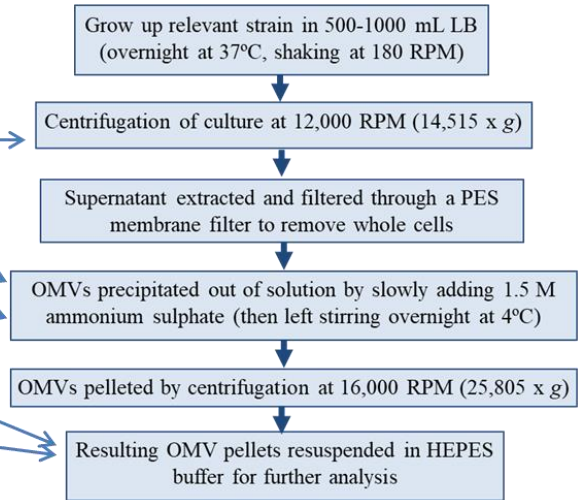 Grow up relevant strain in 500-1000 mL LB
(overnight at 37ºC, shaking at 180 RPM)
Centrifugation of culture at 12,000 RPM (14,515 x g)
Supernatant extracted and filtered through a PES
membrane filter to remove whole cells
OMVs precipitated out of solution by slowly adding 1.5 M
ammonium sulphate (then left stirring overnight at 4ºC)
OMVs pelleted by centrifugation at 16,000 RPM (25,805 x g)
Resulting OMV pellets resuspended in HEPES
buffer for further analysis